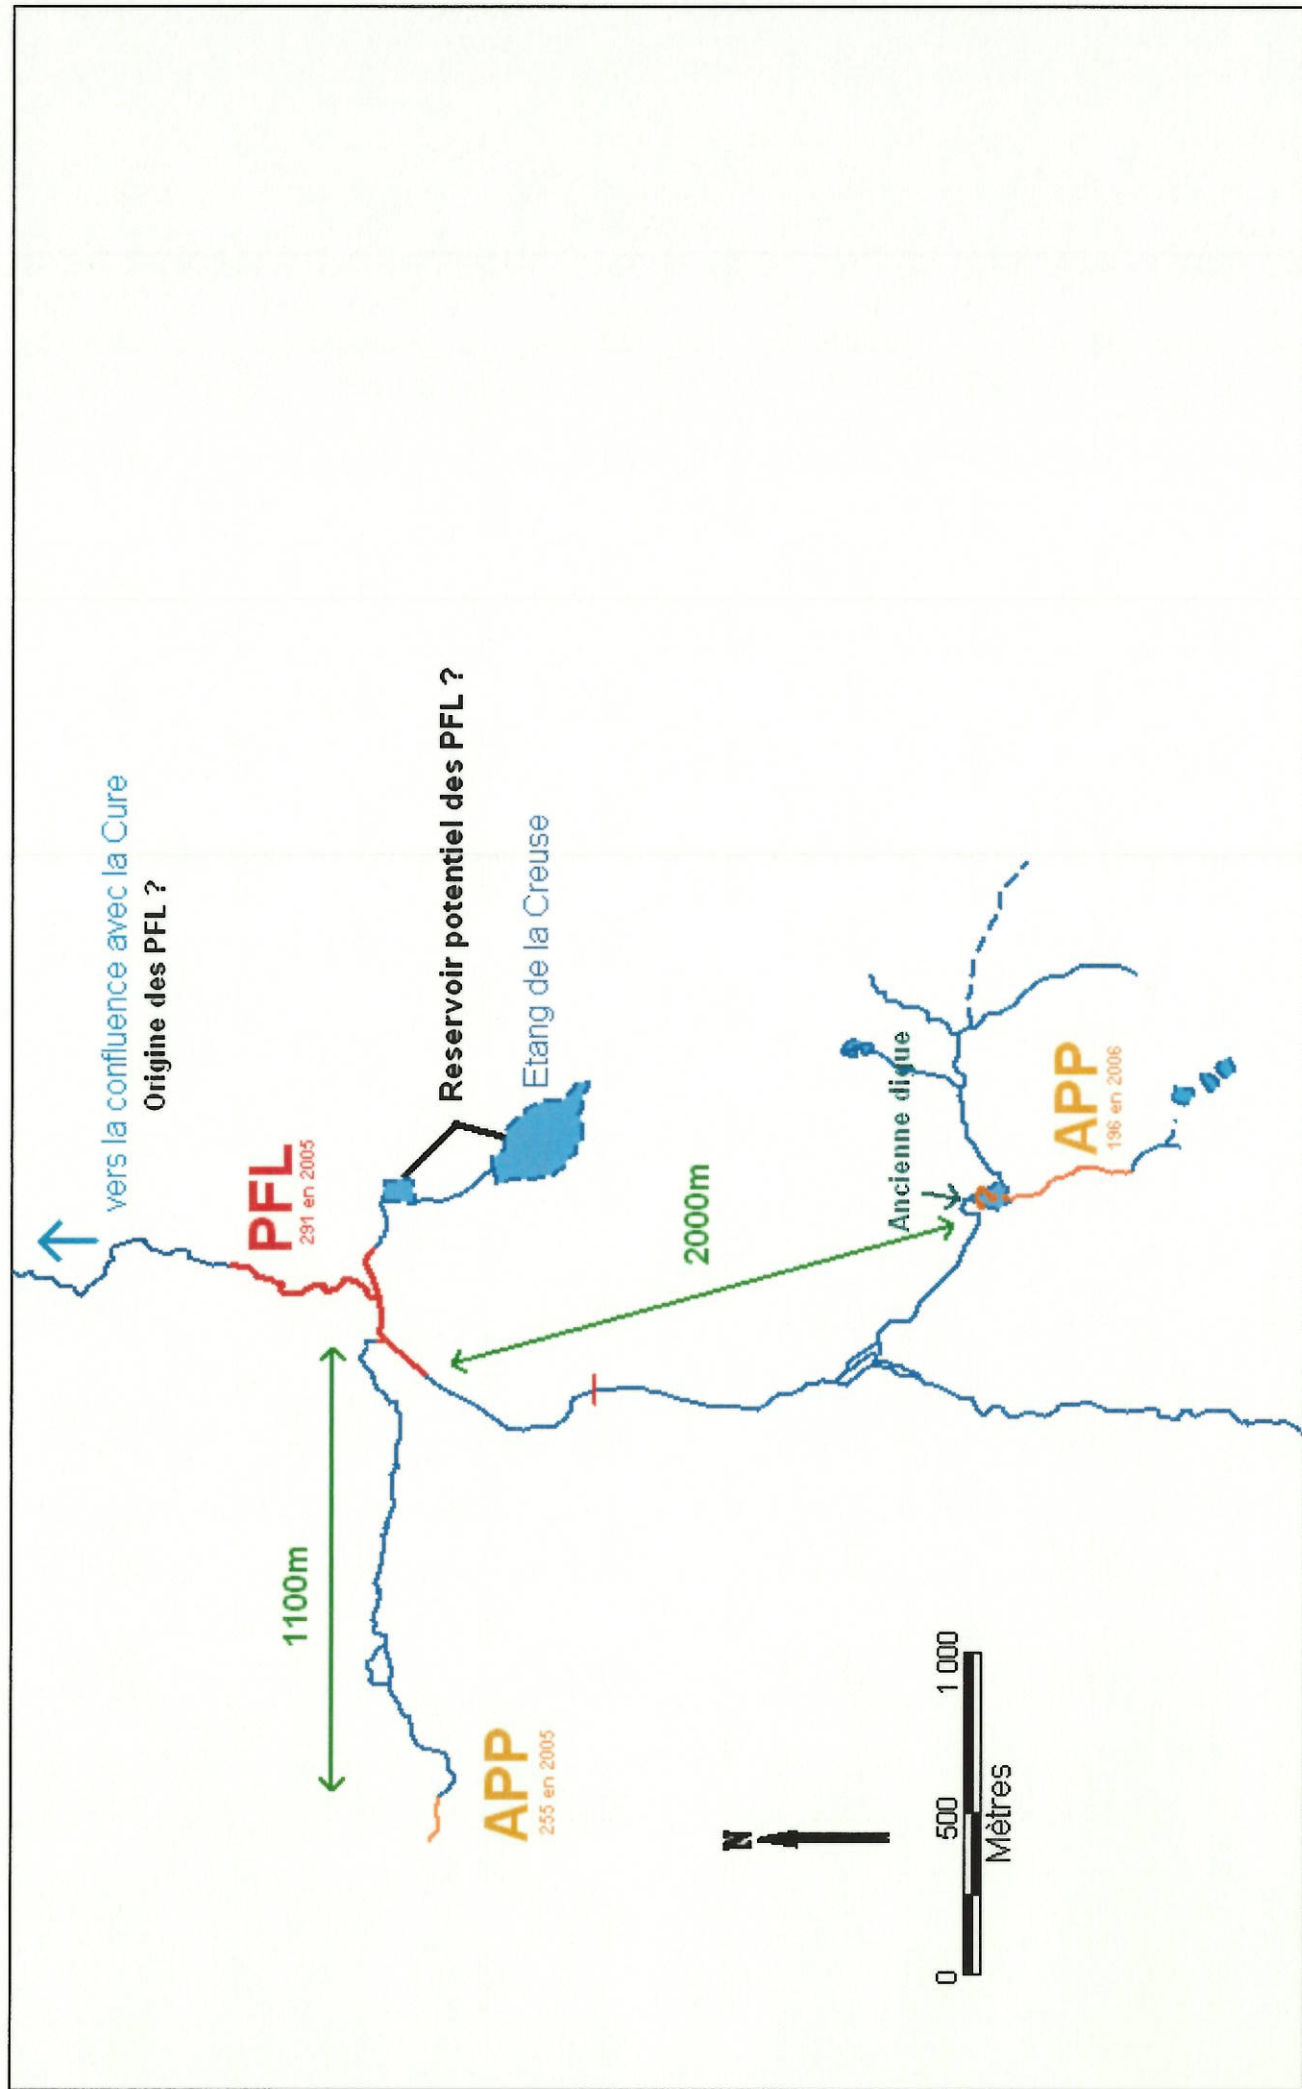 vers la confluence avec la Cure
Origine des PFL ?
PFL
291 en 2005
Reservoir potentiel des PFL ?
Etang de la Creuse
1100m
2000m
APP
255 en 2005
Ancienne digue
?
APP
196 en 2006
N
0 500 1 000
Mètres